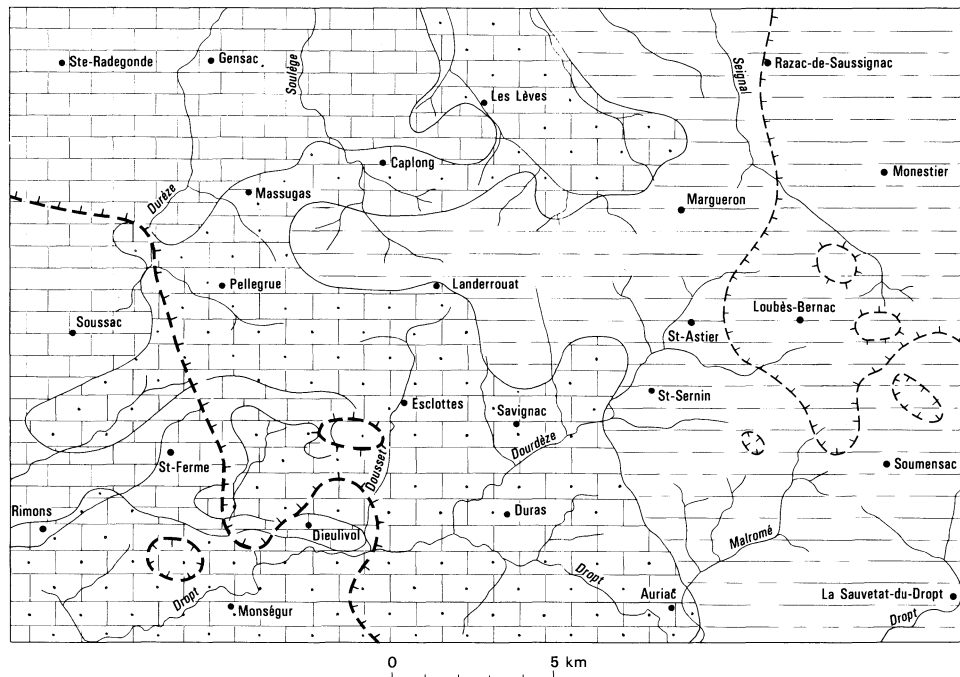 Ste-Radegonde
Gensac
Soulège
Seignal
Razac-de-Saussignac
Les Lèves
Caplong
Monestier
Massugas
Durèze
Margueron
Pellegrue
Landerrouat
Loubès-Bernac
Soussac
St-Astier
St-Sernin
Esclottes
Savignac
Dourdèze
St-Ferme
Dousset
Soumensac
Rimons
Duras
Dieulivol
Malromé
Dropt
Dropt
Auriac
La Sauvetat-du-Dropt
Monségur
Dropt
0 5 km